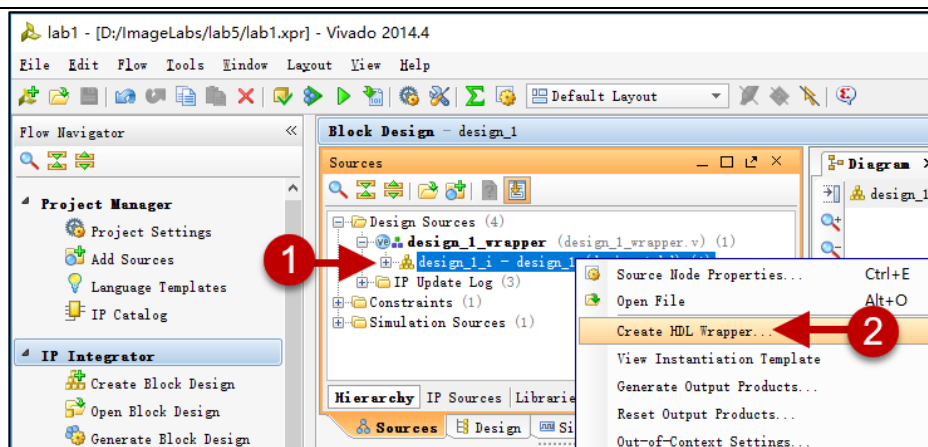 lab1 - [D:/ImageLabs/lab5/lab1.xpr] - Vivado 2014.4
File Edit Flow Tools Window Layout View Help
Default Layout
Flow Navigator
Project Manager
Project Settings
Add Sources
Language Templates
IP Catalog
IP Integrator
Create Block Design
Open Block Design
Generate Block Design
Block Design - design_1
Sources
Design Sources (4)
design_1_wrapper (design_1_wrapper.v) (1)
design_1_i - design_1
IP Update Log (3)
Constraints (1)
Simulation Sources (1)
Hierarchy IP Sources
Sources Design
Diagram
design_1
Source Node Properties... Ctrl+E
Open File Alt+O
Create HDL Wrapper...
View Instantiation Template
Generate Output Products...
Reset Output Products...
Out-of-Context Settings...
1
2